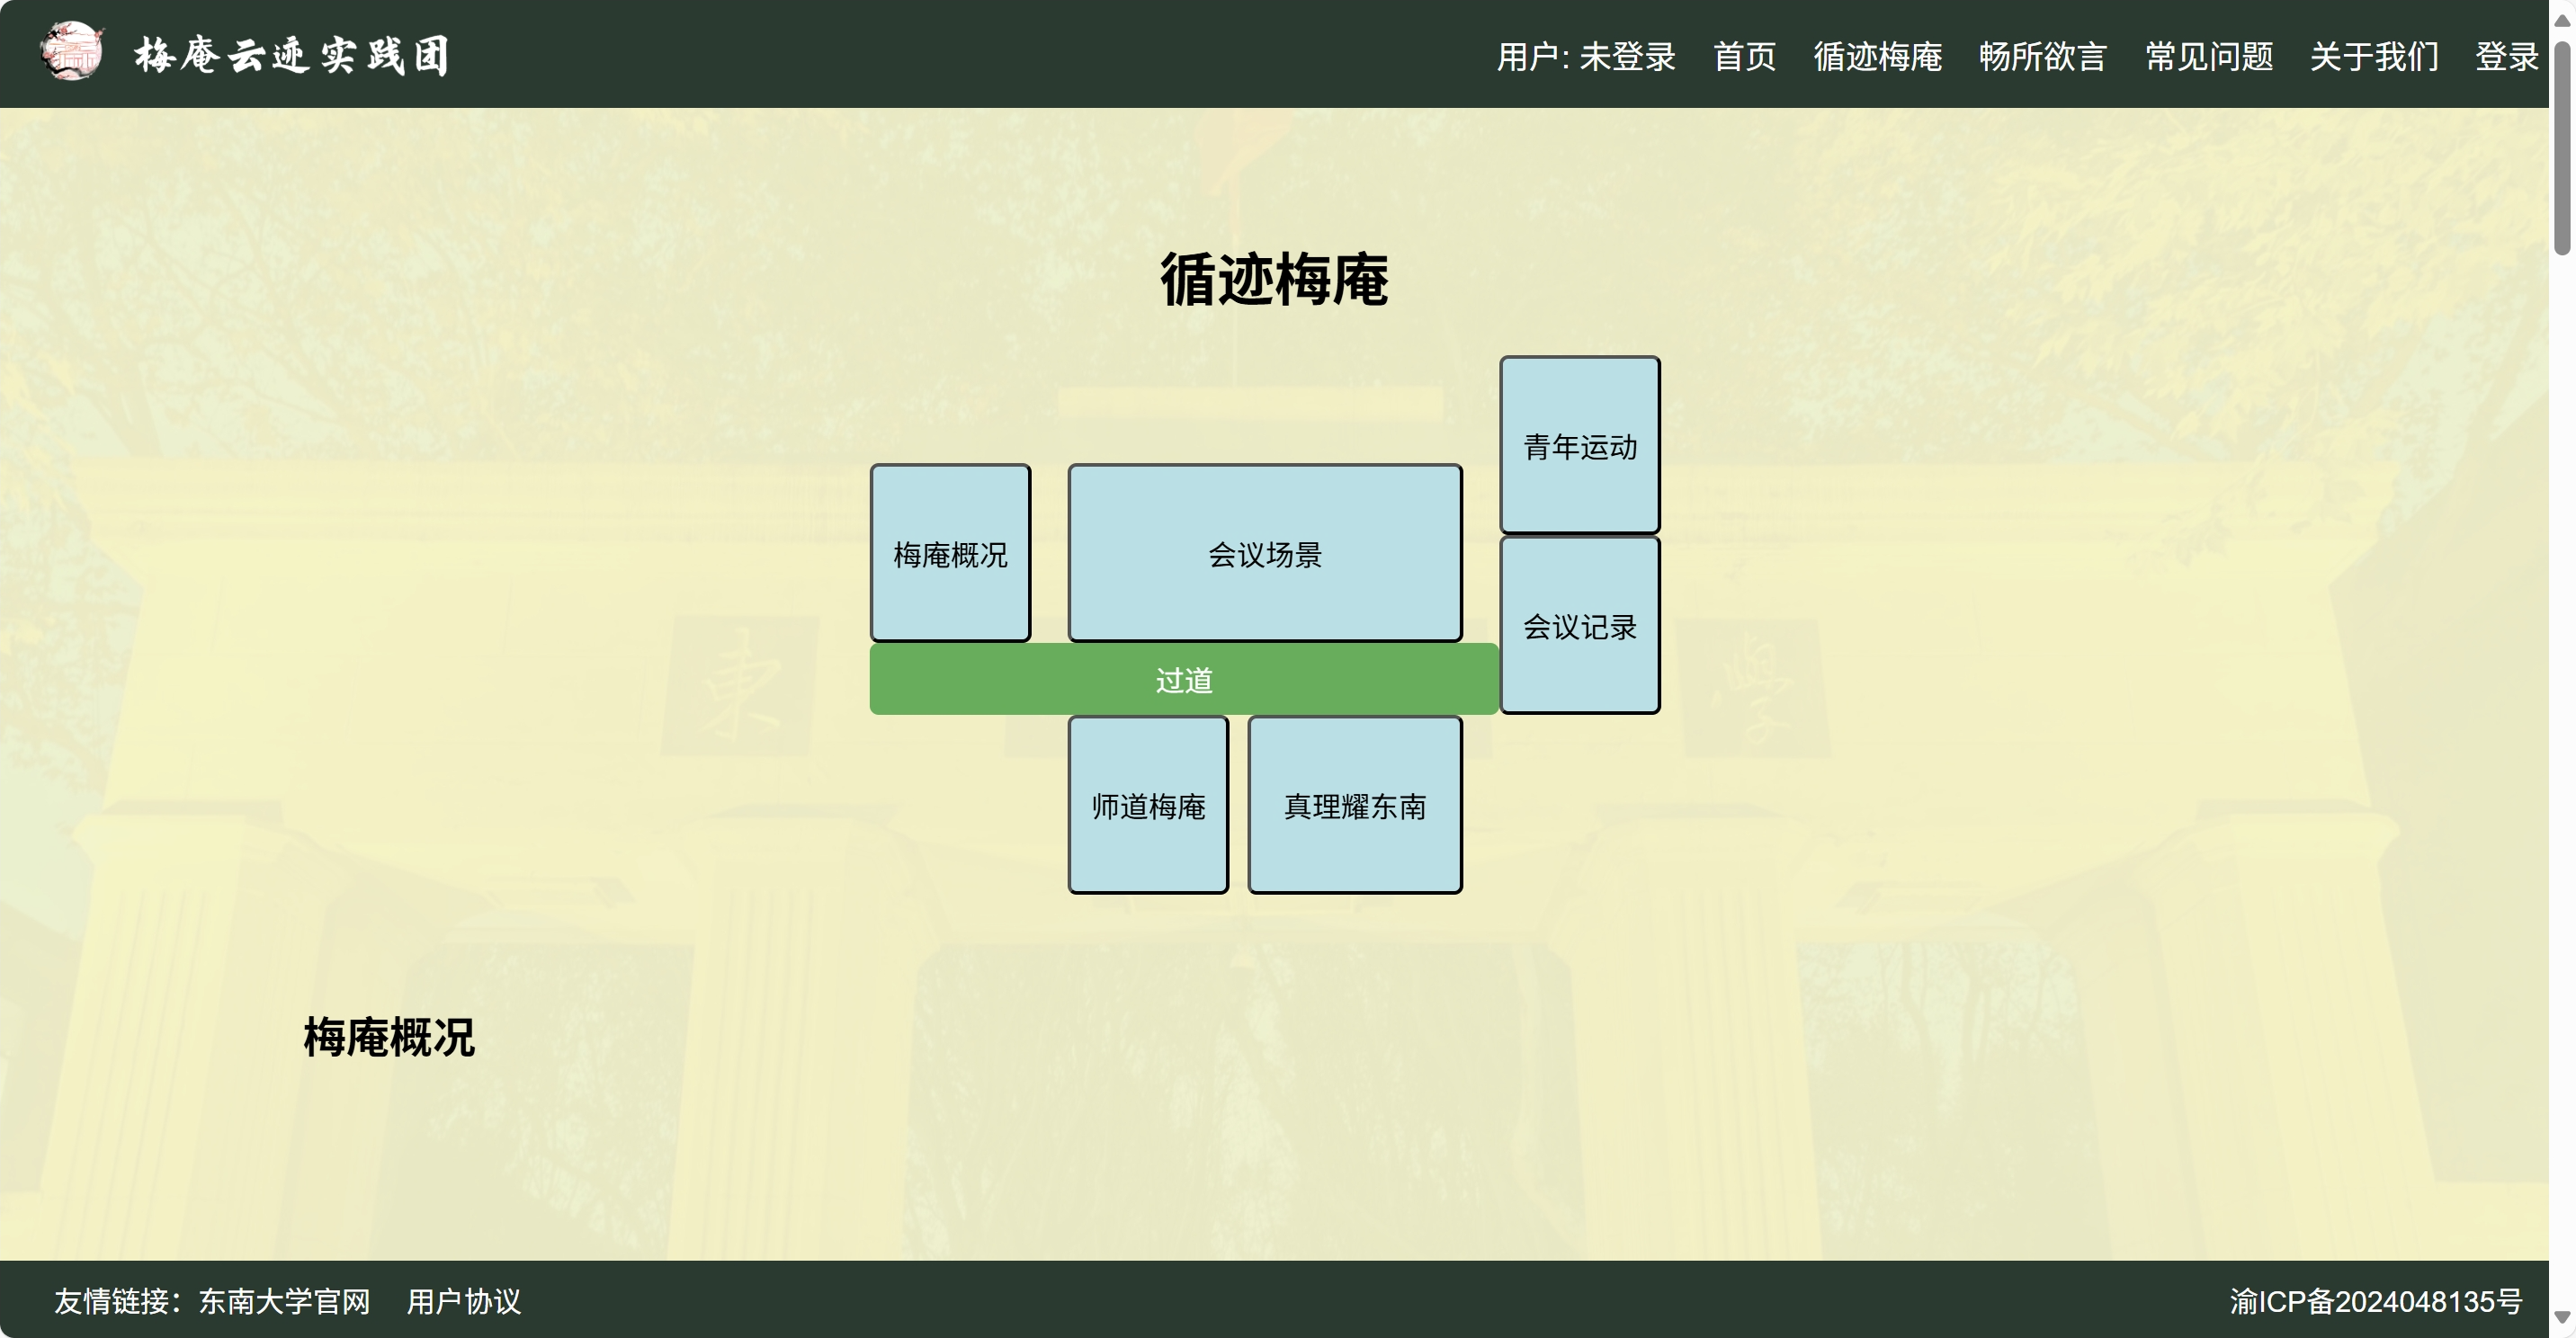 梅庵云迹实践团
用户: 未登录 首页 循迹梅庵 畅所欲言 常见问题 关于我们 登录
循迹梅庵
青年运动
梅庵概况
会议场景
会议记录
过道
東
學
师道梅庵
真理耀东南
梅庵概况
友情链接：东南大学官网 用户协议
渝ICP备2024048135号